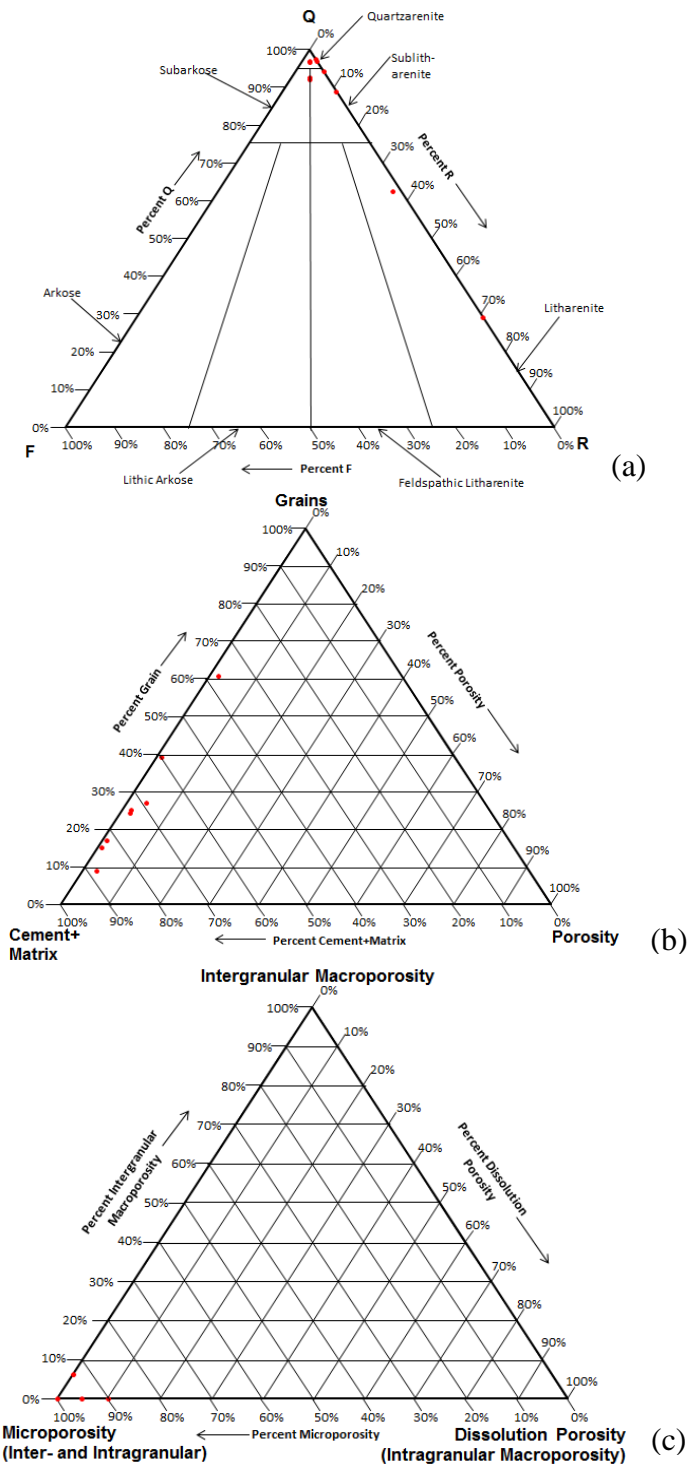 Q
0%
Quartzarenite
100%
Subarkose
Sublith-
arenite
10%
90%
20%
80%
30%
Percent R
70%
Percent Q
40%
60%
50%
50%
60%
40%
Arkose
70%
Litharenite
30%
80%
20%
90%
10%
100%
0%
F
100%
90%
80%
70%
60%
50%
40%
30%
20%
10%
0%
R
Percent F
(a)
Lithic Arkose
Feldspathic Litharenite
Grains
0%
100%
10%
90%
20%
80%
30%
Percent Porosity
70%
40%
Percent Grain
60%
50%
50%
60%
40%
70%
30%
80%
20%
90%
10%
100%
0%
100%
90%
80%
70%
60%
50%
40%
30%
20%
10%
0%
Cement+
Matrix
Percent Cement+Matrix
Porosity
(b)
Intergranular Macroporosity
0%
100%
10%
90%
20%
80%
30%
Percent Dissolution
Porosity
70%
40%
Percent Intergranular
Macroporosity
60%
50%
50%
60%
40%
70%
30%
80%
20%
90%
10%
100%
0%
100%
90%
80%
70%
60%
50%
40%
30%
20%
10%
0%
Microporosity
(Inter- and Intragranular)
Percent Microporosity
Dissolution Porosity
(Intragranular Macroporosity)
(c)